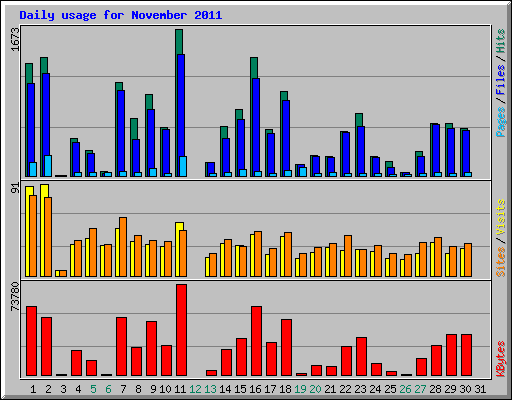 Daily usage for November 2011
1673
Pages / Files / Hits
91
Sites / Visits
73780
KBytes
1 2 3 4 5 6 7 8 9 10 11 12 13 14 15 16 17 18 19 20 21 22 23 24 25 26 27 28 29 30 31